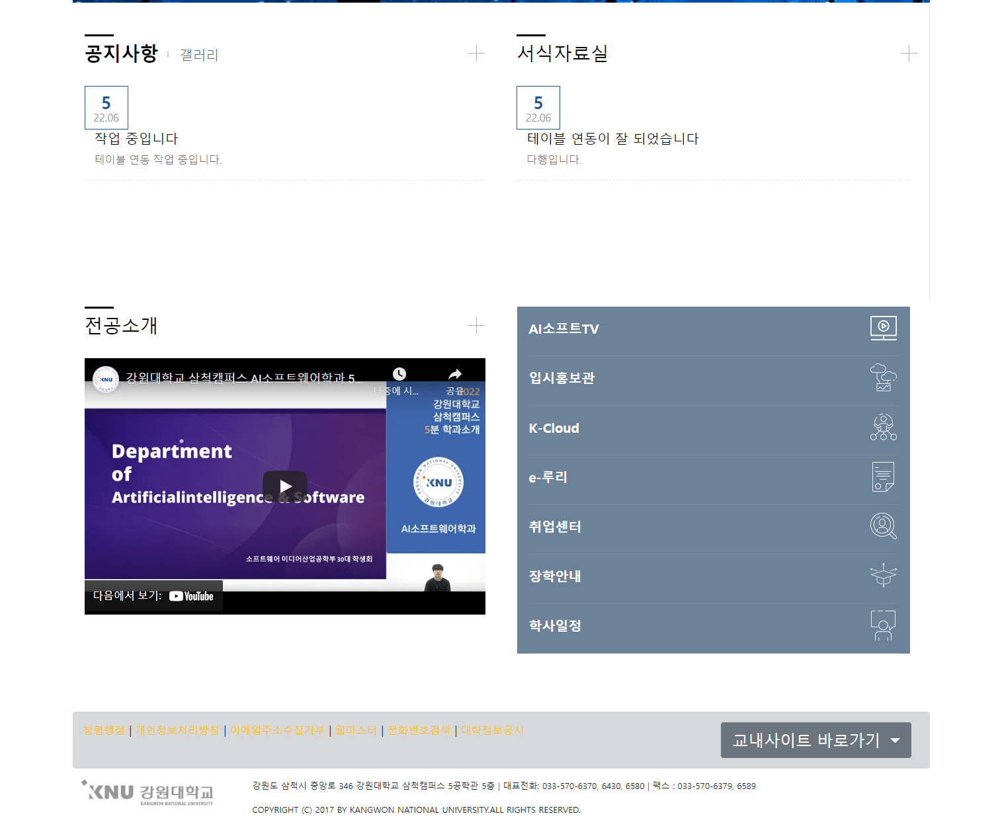 공지사항
갤러리
5
22.06
작업 중입니다
테이블 연동 작업 중입니다.
서식자료실
5
22.06
테이블 연동이 잘 되었습니다
다행입니다.
전공소개
KNU
강원대학교 삼척캠퍼스 AI소프트웨어학과 5...
나중에 시...
공유
2022
강원대학교
삼척캠퍼스
5분 학과소개
Department
of
Artificialintelligence & Software
KANGWON NATIONAL UNIVERSITY
KNU
강원대학교
AI소프트웨어학과
소프트웨어 미디어산업공학부 30대 학생회
다음에서 보기: YouTube
AI소프트TV
입시홍보관
K-Cloud
e-루리
취업센터
장학안내
학사일정
청렴행정 | 개인정보처리방침 | 이메일주소수집거부 | 웹마스터 | 전화번호검색 | 대학정보공시
교내사이트 바로가기
KNU 강원대학교
KANGWON NATIONAL UNIVERSITY
강원도 삼척시 중앙로 346 강원대학교 삼척캠퍼스 5공학관 5층 | 대표전화: 033-570-6370, 6430, 6580 | 팩스 : 033-570-6379, 6589
COPYRIGHT (C) 2017 BY KANGWON NATIONAL UNIVERSITY.ALL RIGHTS RESERVED.